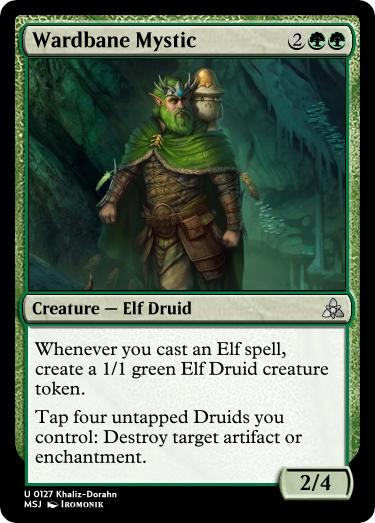 Wardbane Mystic 2
Creature — Elf Druid
Whenever you cast an Elf spell,
create a 1/1 green Elf Druid creature
token.
Tap four untapped Druids you
control: Destroy target artifact or
enchantment.
2/4
U 0127 Khaliz-Dorahn
MSJ Iromonik